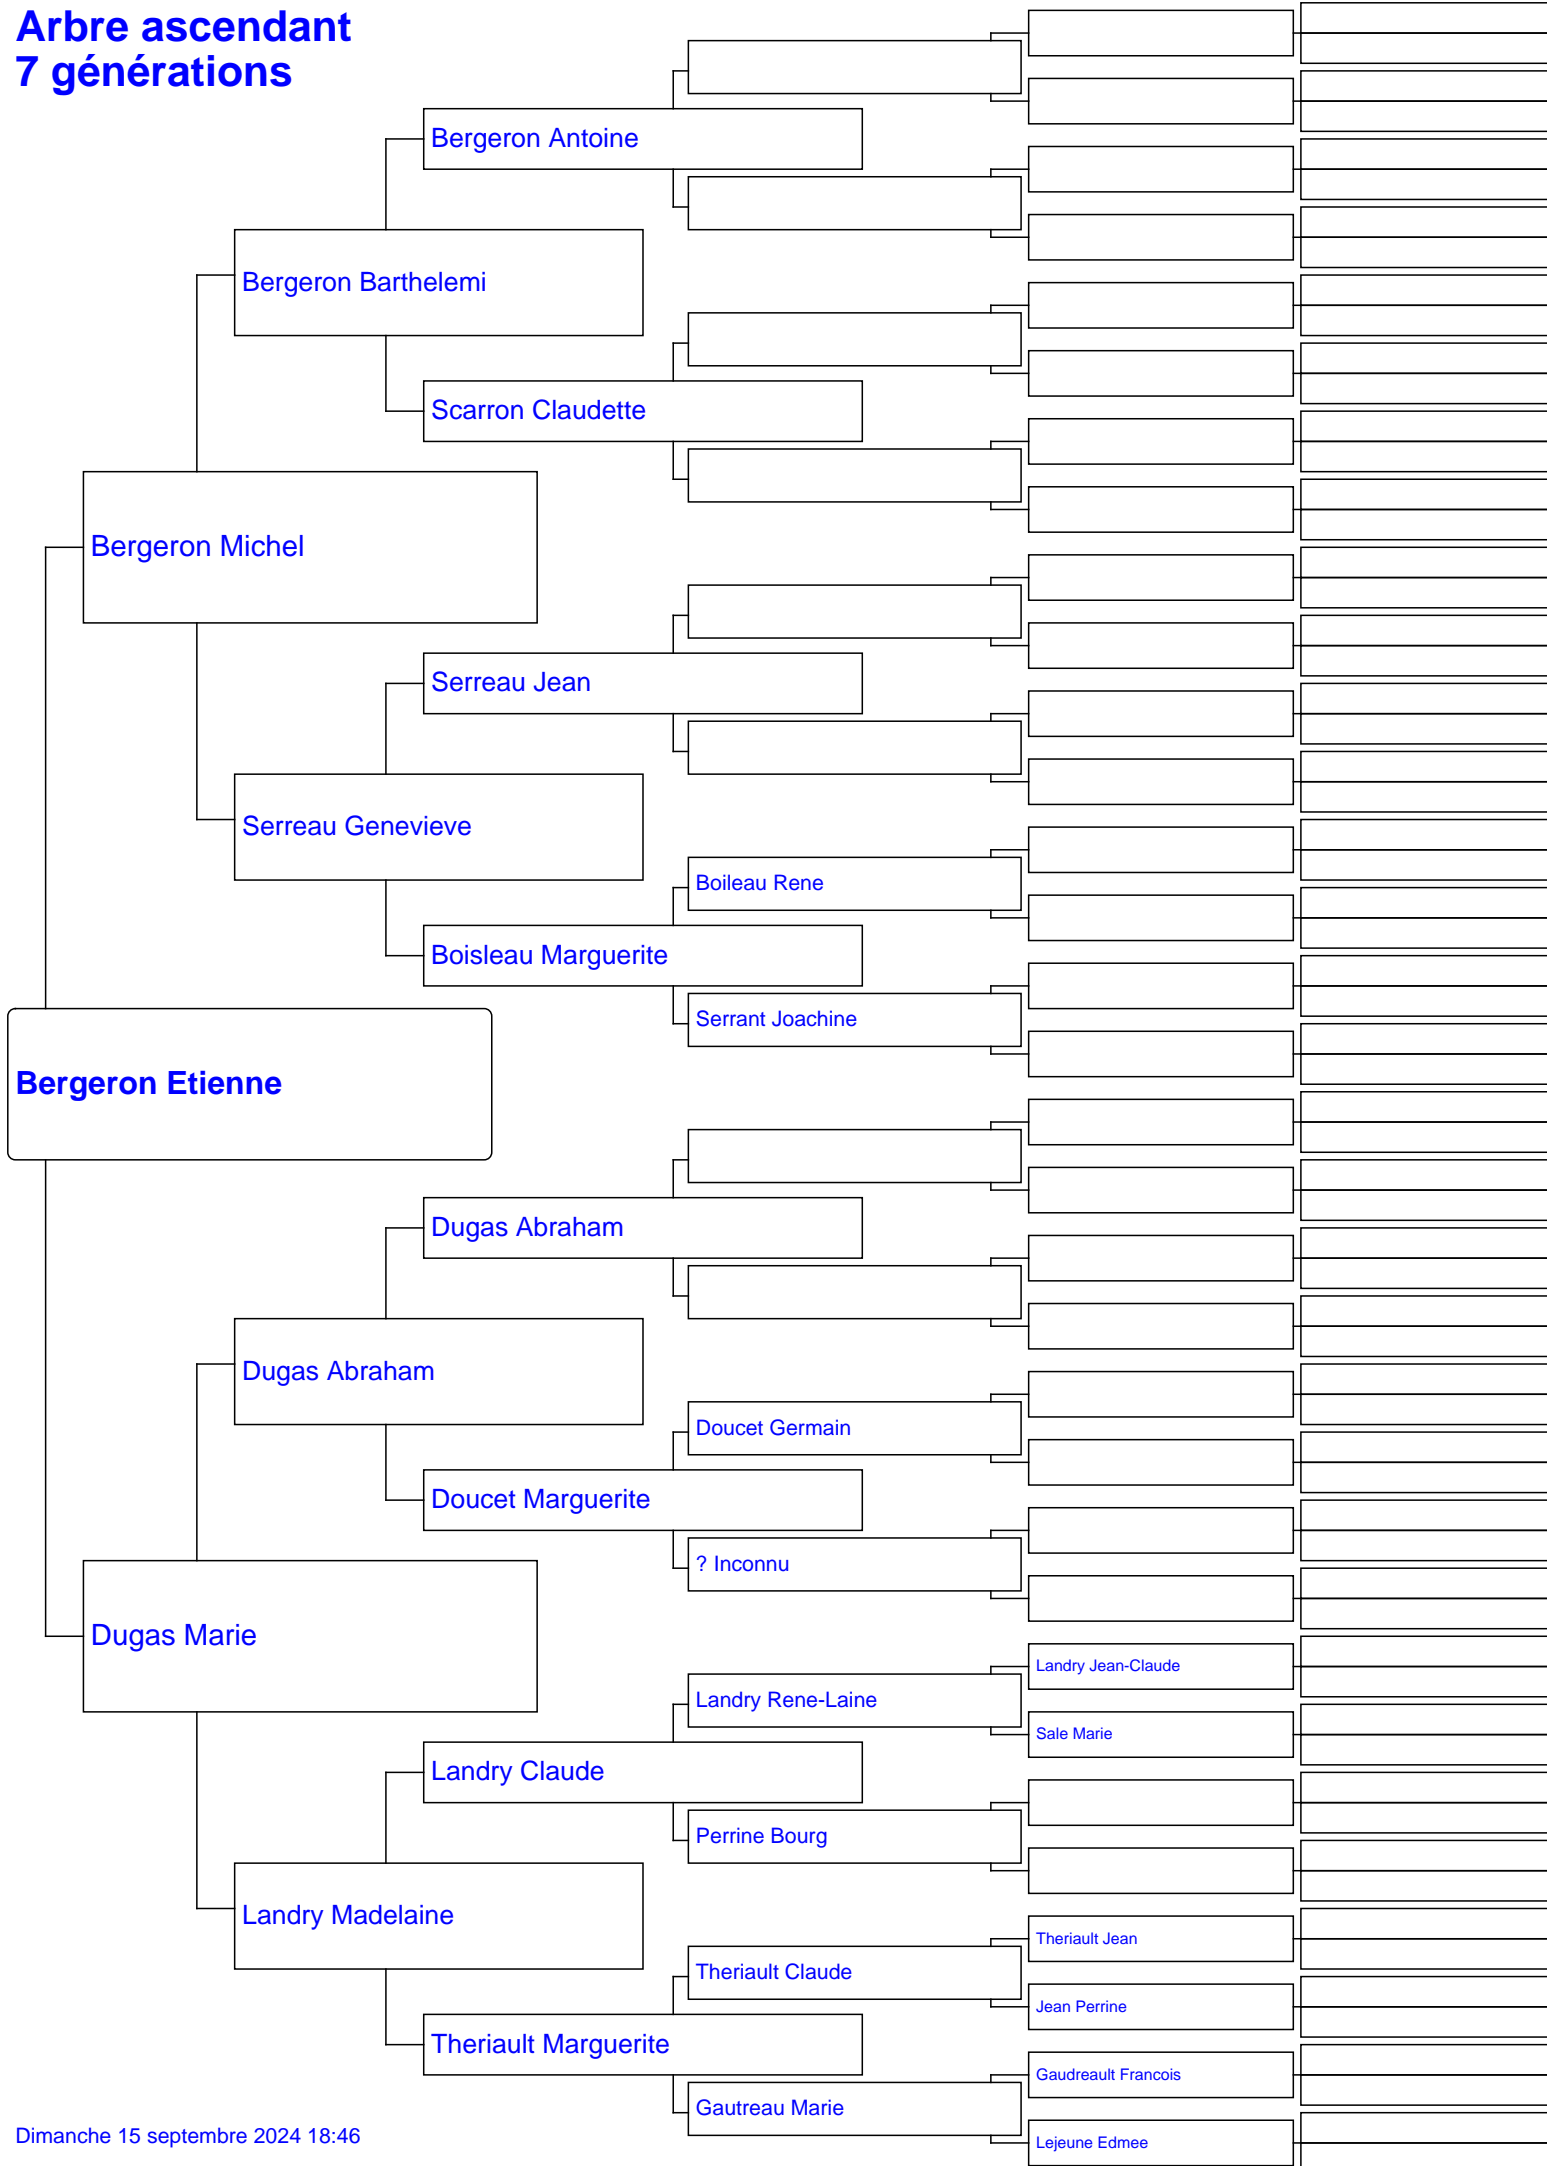 Arbre ascendant
7 générations
Bergeron Antoine
Bergeron Barthelemi
Scarron Claudette
Bergeron Michel
Serreau Jean
Serreau Genevieve
Boileau Rene
Boisleau Marguerite
Serrant Joachine
Bergeron Etienne
Dugas Abraham
Dugas Abraham
Doucet Germain
Doucet Marguerite
? Inconnu
Dugas Marie
Landry Jean-Claude
Landry Rene-Laine
Sale Marie
Landry Claude
Perrine Bourg
Landry Madelaine
Theriault Jean
Theriault Claude
Jean Perrine
Theriault Marguerite
Gaudreault Francois
Gautreau Marie
Lejeune Edmee
Dimanche 15 septembre 2024 18:46